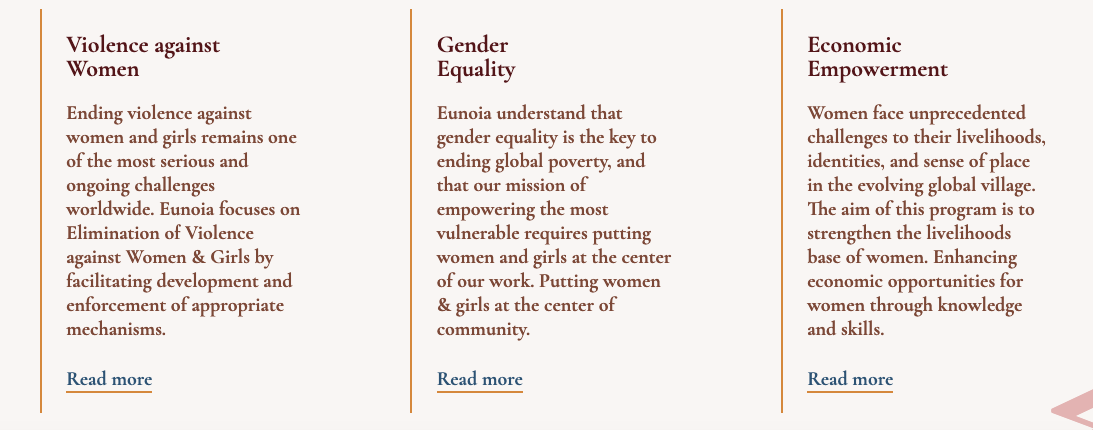 Violence against
Women
Ending violence against
women and girls remains one
of the most serious and
ongoing challenges
worldwide. Eunoia focuses on
Elimination of Violence
against Women & Girls by
facilitating development and
enforcement of appropriate
mechanisms.
Read more
Gender
Equality
Eunoia understand that
gender equality is the key to
ending global poverty, and
that our mission of
empowering the most
vulnerable requires putting
women and girls at the center
of our work. Putting women
& girls at the center of
community.
Read more
Economic
Empowerment
Women face unprecedented
challenges to their livelihoods,
identities, and sense of place
in the evolving global village.
The aim of this program is to
strengthen the livelihoods
base of women. Enhancing
economic opportunities for
women through knowledge
and skills.
Read more